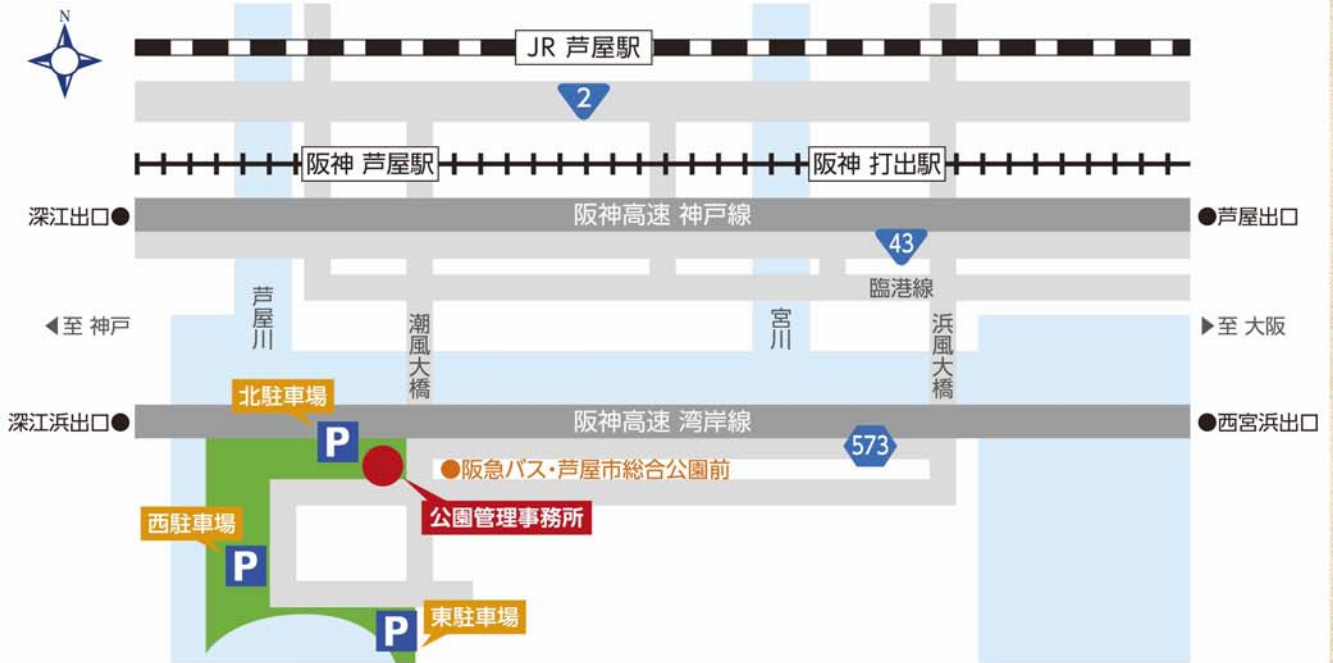 N
JR 芦屋駅
2
阪神 芦屋駅
阪神 打出駅
深江出口●
阪神高速 神戸線
●芦屋出口
43
臨港線
芦屋川
宮川
◀至 神戸
潮風大橋
浜風大橋
▶至 大阪
北駐車場
深江浜出口●
阪神高速 湾岸線
●西宮浜出口
P
573
●阪急バス・芦屋市総合公園前
公園管理事務所
西駐車場
P
東駐車場
P